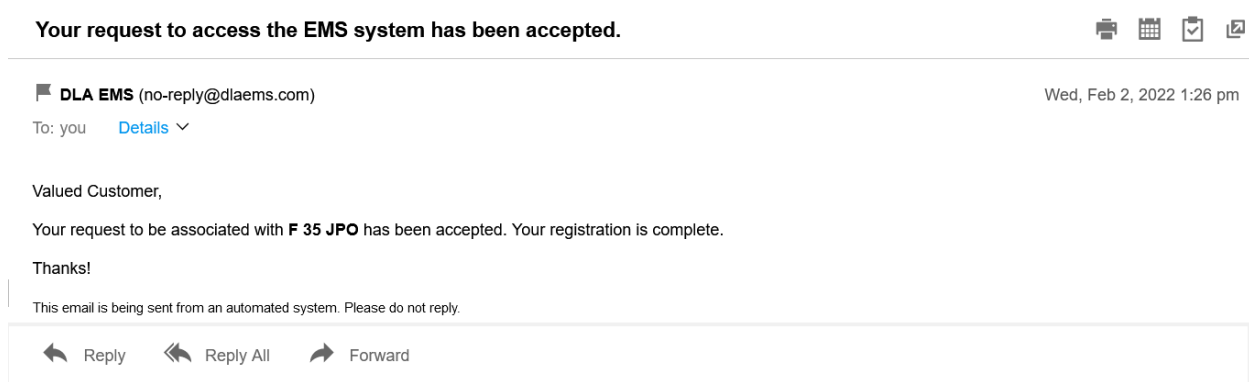 Your request to access the EMS system has been accepted.
DLA EMS (no-reply@dlaems.com)
Wed, Feb 2, 2022 1:26 pm
To: you Details
Valued Customer,
Your request to be associated with F 35 JPO has been accepted. Your registration is complete.
Thanks!
This email is being sent from an automated system. Please do not reply.
Reply Reply All Forward